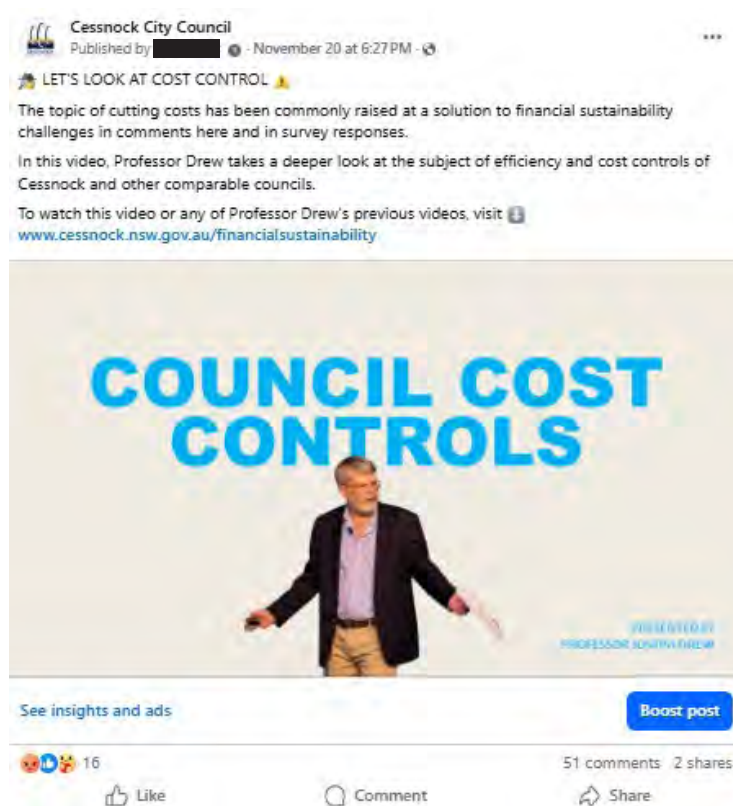 Cessnock City Council
Published by · November 20 at 6:27 PM ·
LET'S LOOK AT COST CONTROL
The topic of cutting costs has been commonly raised at a solution to financial sustainability
challenges in comments here and in survey responses.
In this video, Professor Drew takes a deeper look at the subject of efficiency and cost controls of
Cessnock and other comparable councils.
To watch this video or any of Professor Drew's previous videos, visit
www.cessnock.nsw.gov.au/financialsustainability
COUNCIL COST
CONTROLS
PRESENTED BY
PROFESSOR DREW
See insights and ads
Boost post
16
51 comments 2 shares
Like
Comment
Share